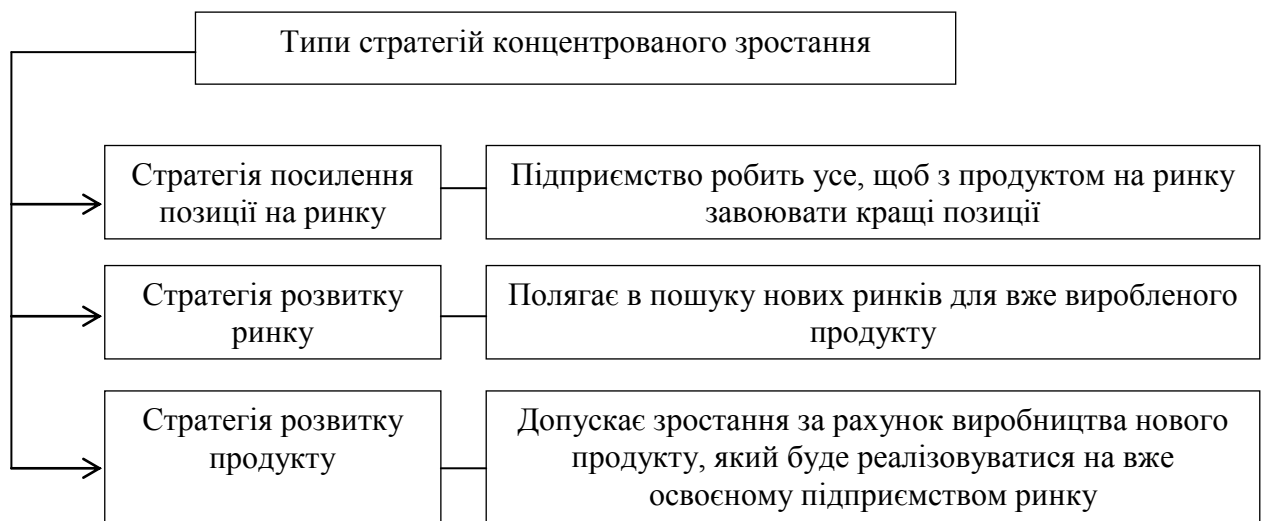 Типи стратегій концентрованого зростання
Стратегія посилення
позиції на ринку
Підприємство робить усе, щоб з продуктом на ринку
завоювати кращі позиції
Стратегія розвитку
ринку
Полягає в пошуку нових ринків для вже виробленого
продукту
Стратегія розвитку
продукту
Допускає зростання за рахунок виробництва нового
продукту, який буде реалізовуватися на вже
освоєному підприємством ринку